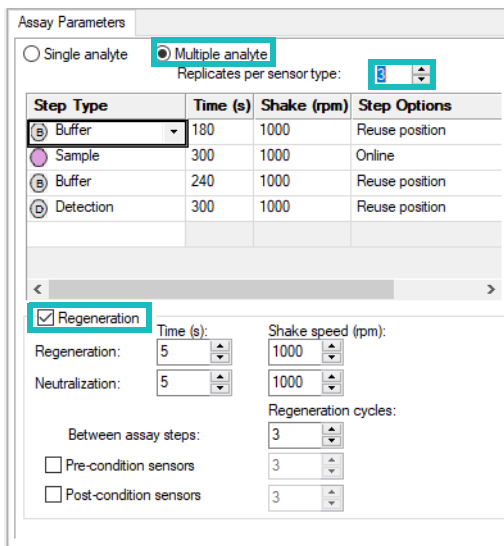 Assay Parameters
Single analyte Multiple analyte
Replicates per sensor type: 3
Step Type Time (s) Shake (rpm) Step Options
B Buffer 180 1000 Reuse position
Sample 300 1000 Online
B Buffer 240 1000 Reuse position
D Detection 300 1000 Reuse position
Regeneration
Time (s): Shake speed (rpm):
Regeneration: 5 1000
Neutralization: 5 1000
Regeneration cycles:
Between assay steps: 3
Pre-condition sensors 3
Post-condition sensors 3